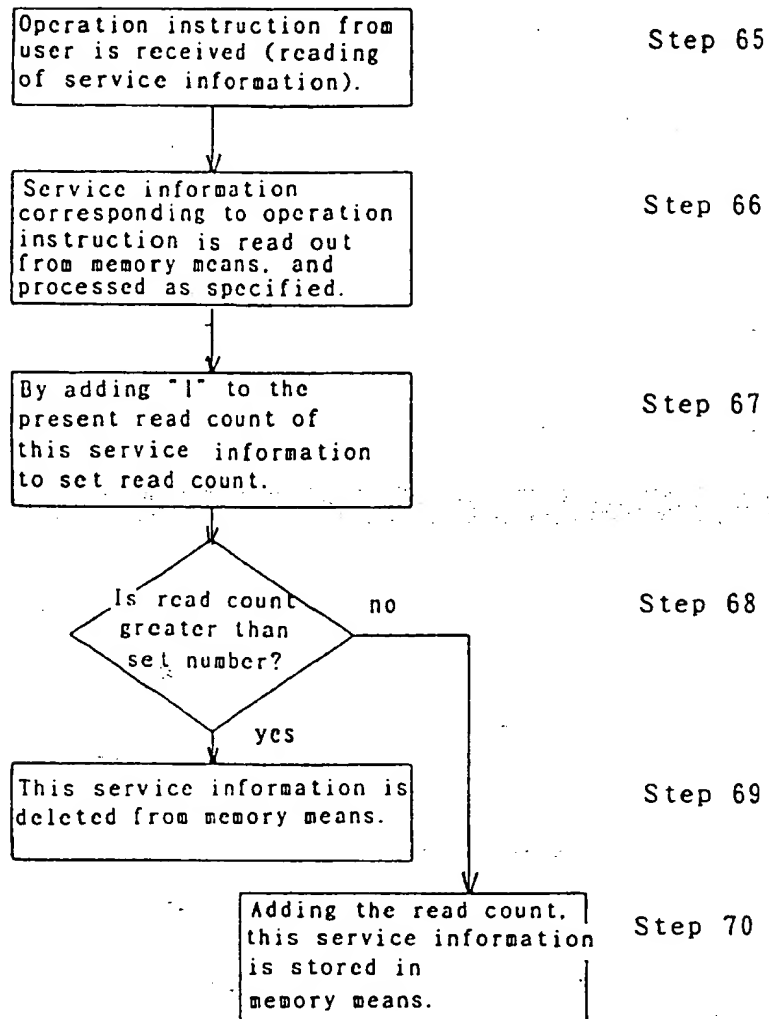 Operation instruction from
user is received (reading
of service information).
Step 65
Service information
corresponding to operation
instruction is read out
from memory means, and
processed as specified.
Step 66
By adding "1" to the
present read count of
this service information
to set read count.
Step 67
Is read count
greater than
set number?
no
Step 68
yes
This service information is
deleted from memory means.
Step 69
Adding the read count,
this service information
is stored in
memory means.
Step 70